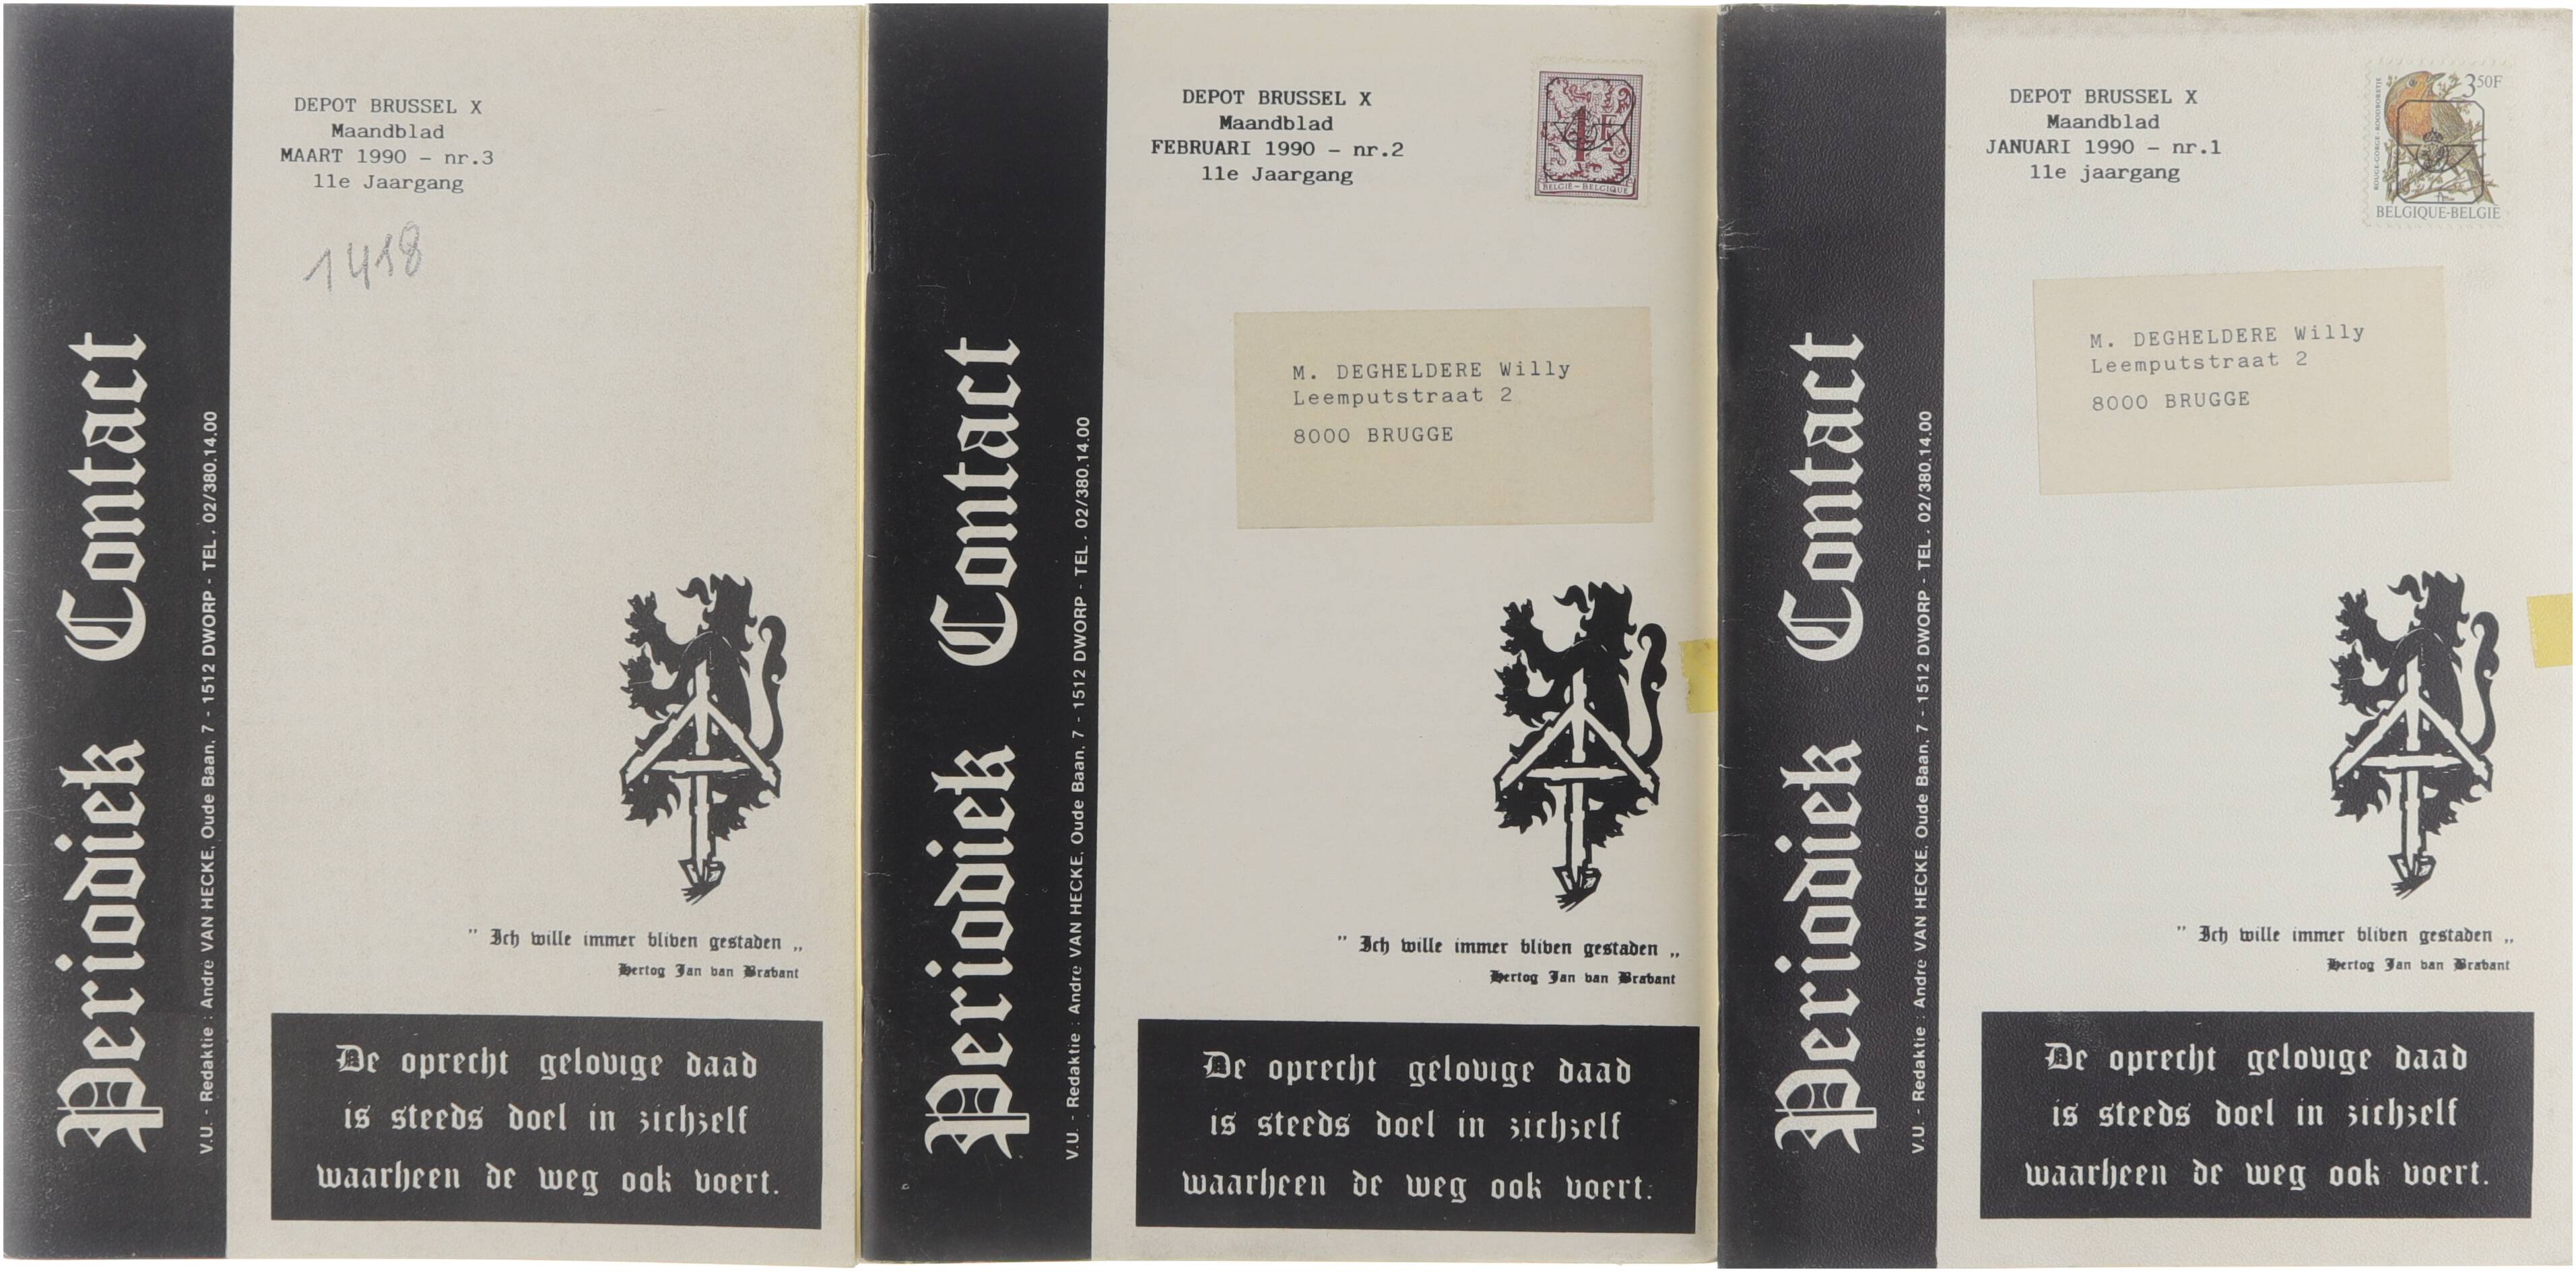 Periodiek Contact
V.U. - Redaktie : Andre VAN HECKE, Oude Baan, 7 - 1512 DWORP - TEL. 02/380.14.00
DEPOT BRUSSEL X
Maandblad
MAART 1990 - nr.3
11e Jaargang
1418
" Ich wille immer bliven gestaden „
Hertog Jan van Brabant
De oprecht gelovige daad
is steeds doel in zichzelf
waarheen de weg ook voert.
Periodiek Contact
V.U. - Redaktie : Andre VAN HECKE, Oude Baan, 7 - 1512 DWORP - TEL. 02/380.14.00
DEPOT BRUSSEL X
Maandblad
FEBRUARI 1990 - nr.2
11e Jaargang
1F
BELGIË - BELGIQUE
M. DEGHELDERE Willy
Leemputstraat 2
8000 BRUGGE
" Ich wille immer bliven gestaden „
Hertog Jan van Brabant
De oprecht gelovige daad
is steeds doel in zichzelf
waarheen de weg ook voert.
Periodiek Contact
V.U. - Redaktie : Andre VAN HECKE, Oude Baan, 7 - 1512 DWORP - TEL. 02/380.14.00
DEPOT BRUSSEL X
Maandblad
JANUARI 1990 - nr.1
11e jaargang
350F
ROUGE-GORGE - ROODBORSTJE
BELGIQUE-BELGIË
M. DEGHELDERE Willy
Leemputstraat 2
8000 BRUGGE
" Ich wille immer bliven gestaden „
Hertog Jan van Brabant
De oprecht gelovige daad
is steeds doel in zichzelf
waarheen de weg ook voert.